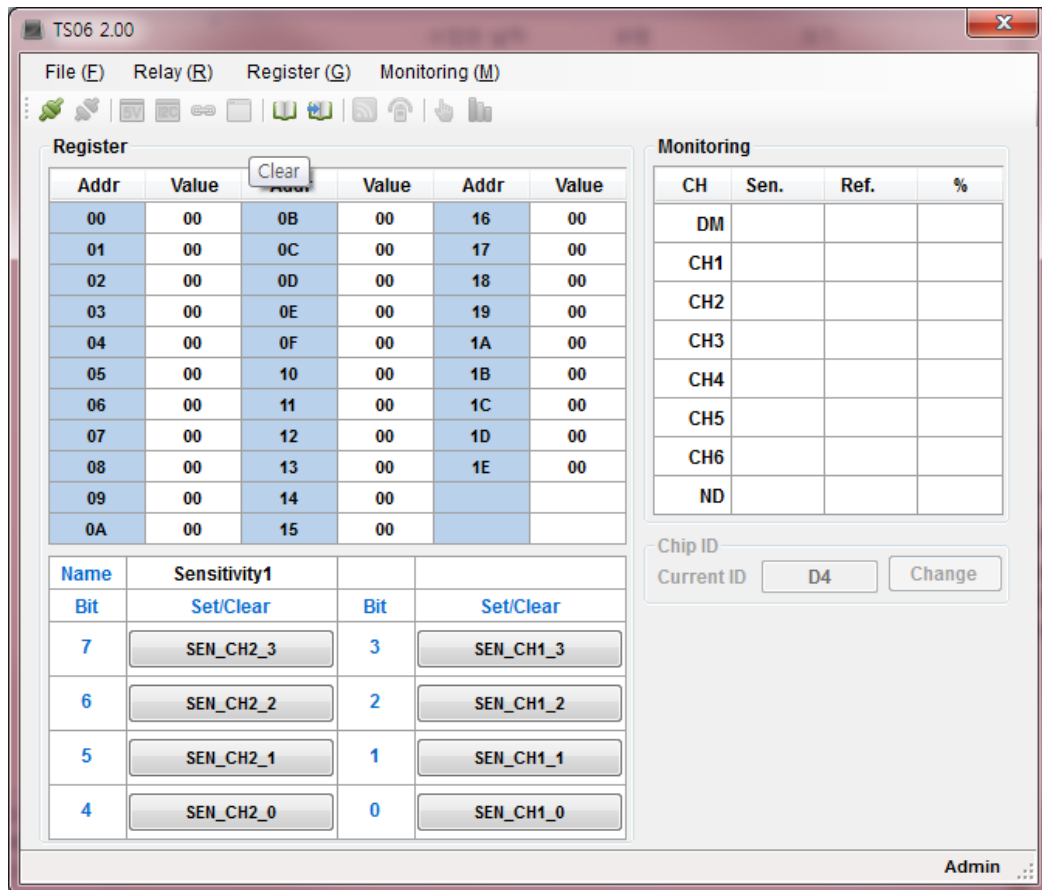 TS06 2.00
File (F) Relay (R) Register (G) Monitoring (M)
5V I2C
Register
Clear
Addr Value Value Addr Value
00 00 0B 00 16 00
01 00 0C 00 17 00
02 00 0D 00 18 00
03 00 0E 00 19 00
04 00 0F 00 1A 00
05 00 10 00 1B 00
06 00 11 00 1C 00
07 00 12 00 1D 00
08 00 13 00 1E 00
09 00 14 00
0A 00 15 00
Name Sensitivity1
Bit Set/Clear Bit Set/Clear
7 SEN_CH2_3 3 SEN_CH1_3
6 SEN_CH2_2 2 SEN_CH1_2
5 SEN_CH2_1 1 SEN_CH1_1
4 SEN_CH2_0 0 SEN_CH1_0
Monitoring
CH Sen. Ref. %
DM
CH1
CH2
CH3
CH4
CH5
CH6
ND
Chip ID
Current ID D4 Change
Admin